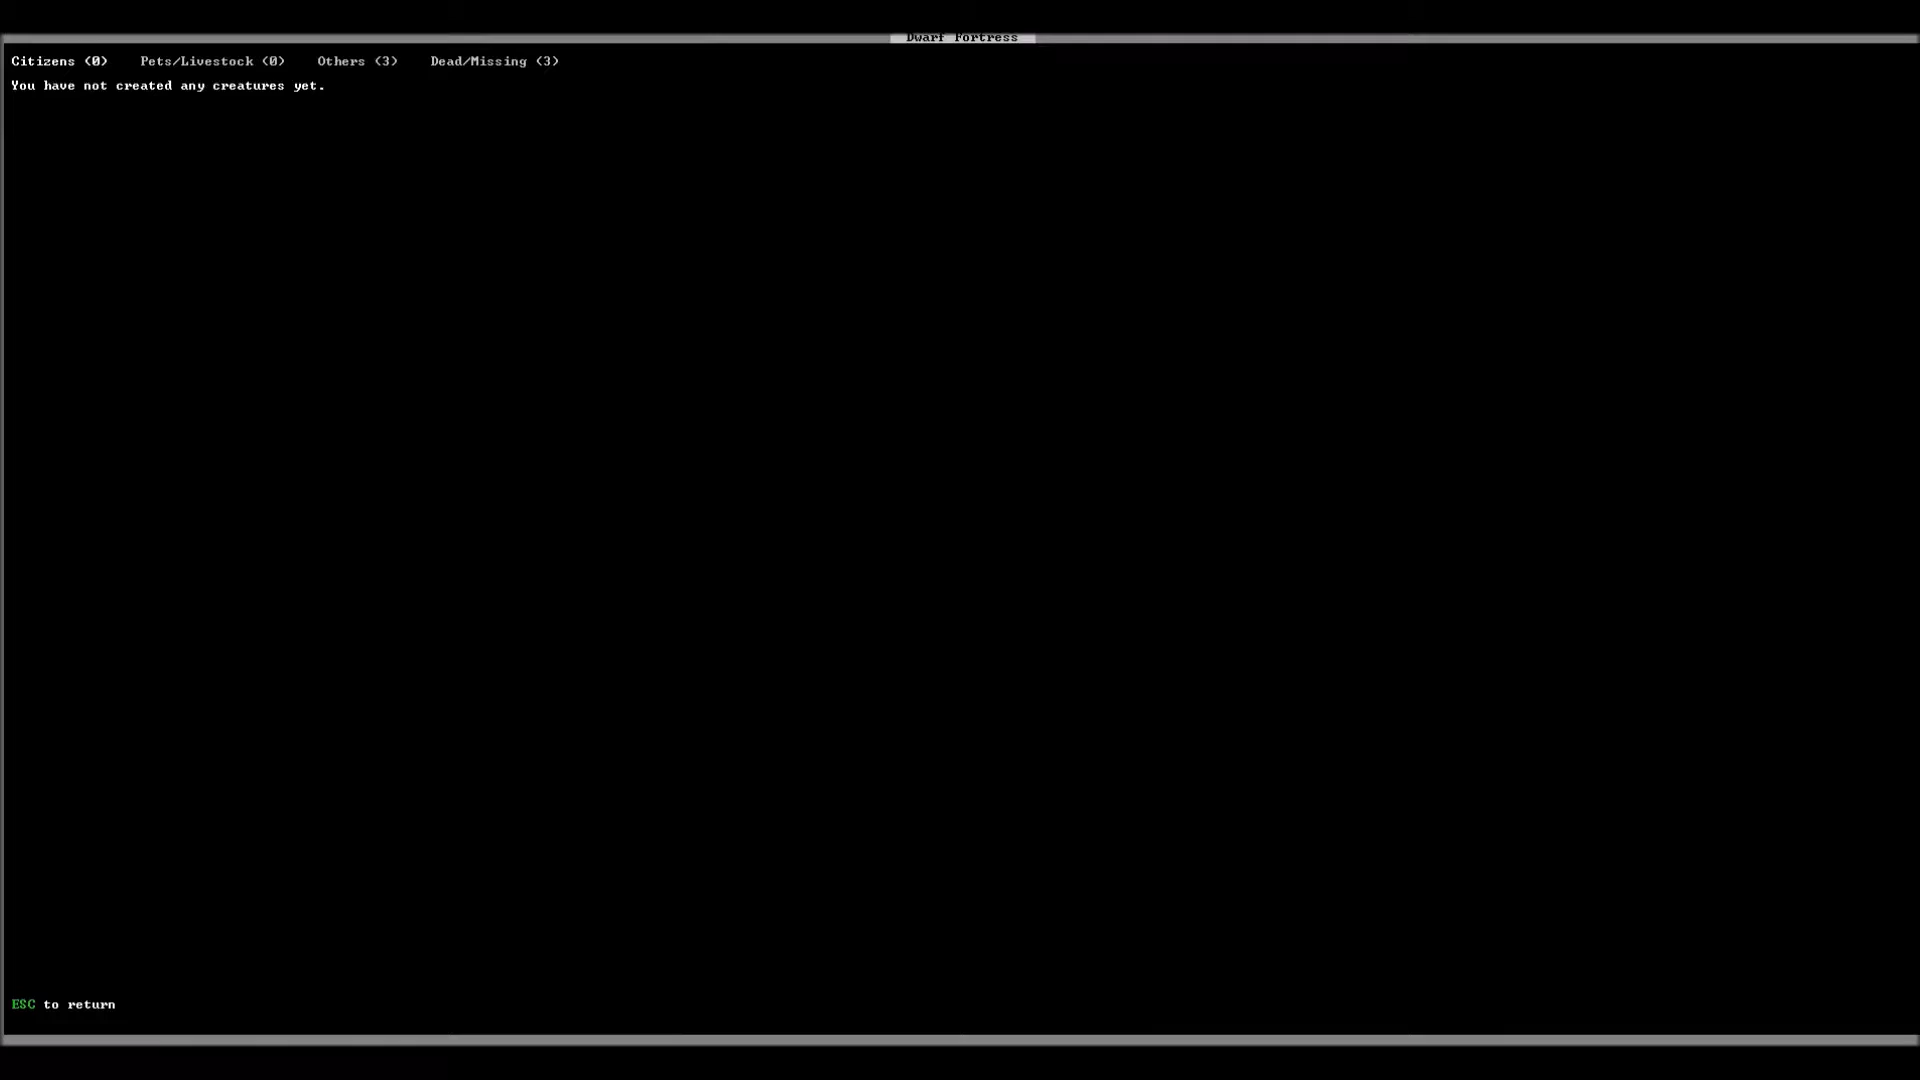 Dwarf Fortress
Citizens (0) Pets/Livestock (0) Others (3) Dead/Missing (3)
You have not created any creatures yet.
ESC to return